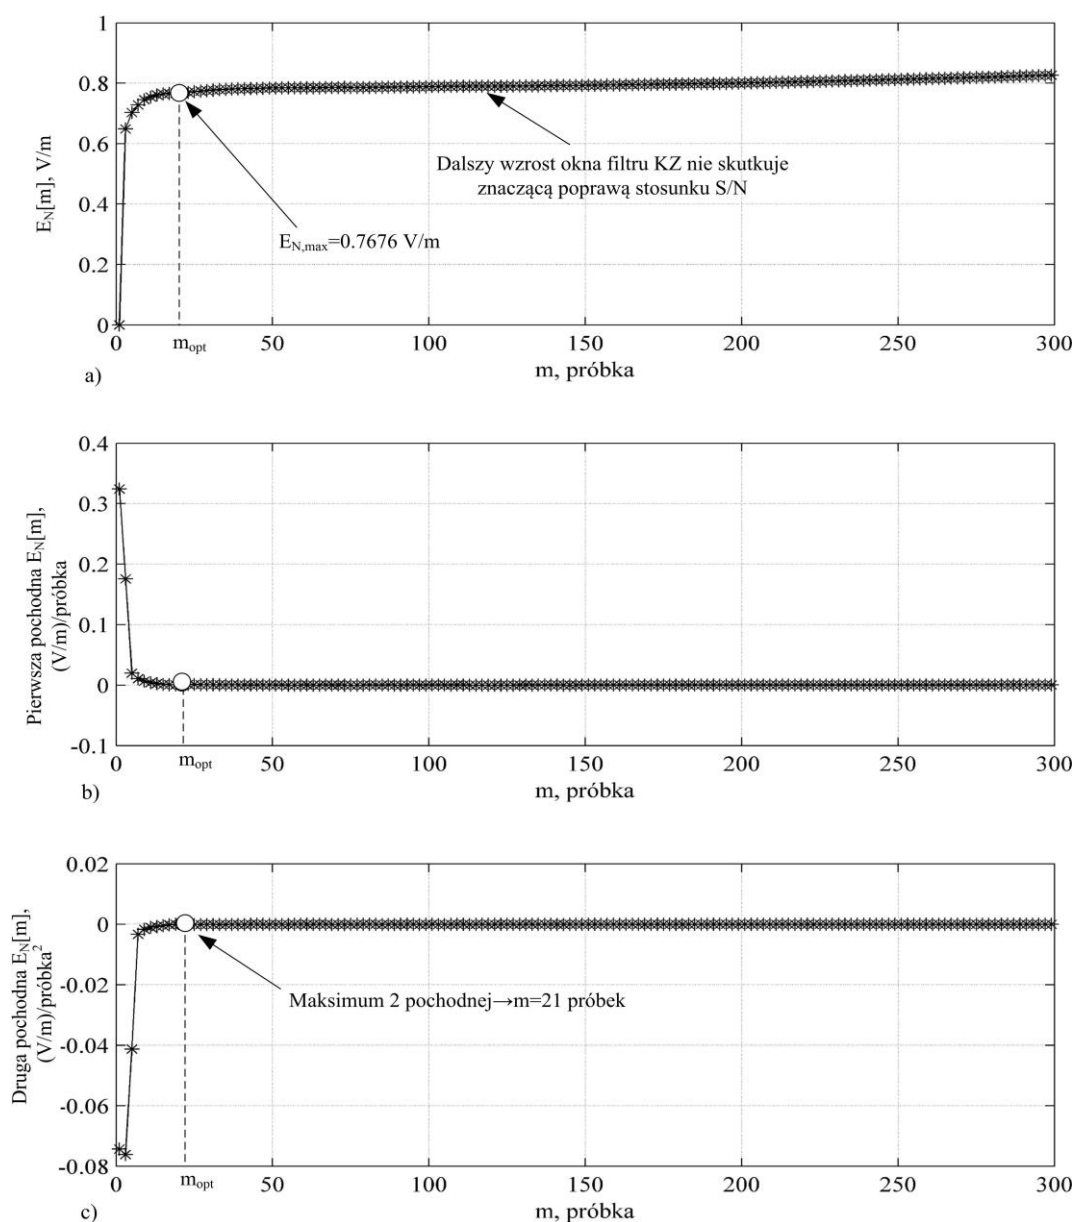 1
0.8
0.6
0.4
0.2
0
E_N[m], V/m
Dalszy wzrost okna filtru KZ nie skutkuje
znaczącą poprawą stosunku S/N
E_N,max=0.7676 V/m
0 m_opt 50 100 150 200 250 300
m, próbka
a)
0.4
0.3
0.2
0.1
0
-0.1
Pierwsza pochodna E_N[m],
(V/m)/próbka
0 m_opt 50 100 150 200 250 300
m, próbka
b)
0.02
0
-0.02
-0.04
-0.06
-0.08
Druga pochodna E_N[m],
(V/m)/próbka²
Maksimum 2 pochodnej→m=21 próbek
0 m_opt 50 100 150 200 250 300
m, próbka
c)